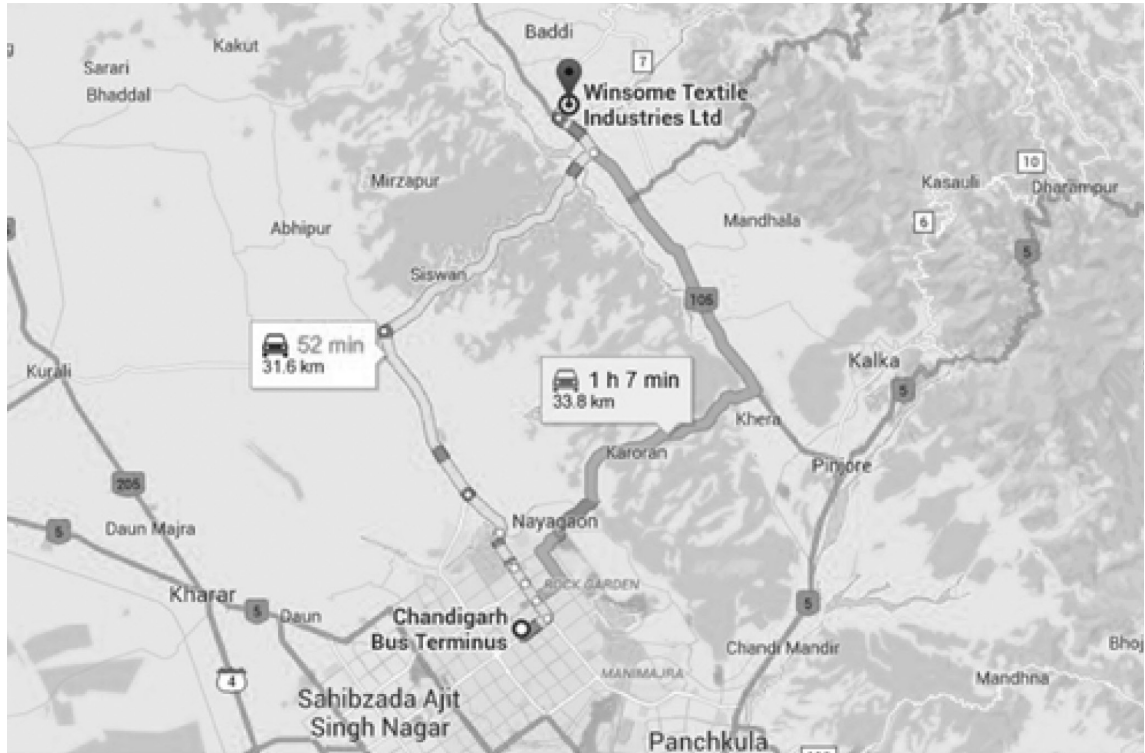 Baddi
Kakut
7
Sarari
Bhaddal
Winsome Textile
Industries Ltd
10
Kasauli
Dharampur
Mirzapur
Mandhala
6
Abhipur
5
Siswan
105
52 min
31.6 km
Kalka
Kurali
1 h 7 min
33.8 km
5
Khera
Karoran
Pinjore
205
Nayagaon
Daun Majra
5
ROCK GARDEN
Kharar
5
Daun
Chandigarh
Bus Terminus
5
Chandi Mandir
Bhoj
MANIMAJRA
Mandhna
4
Sahibzada Ajit
Singh Nagar
Panchkula